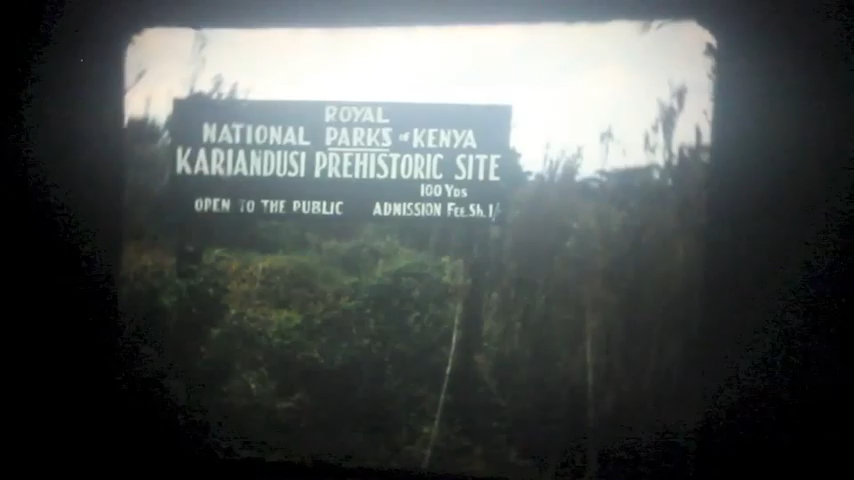 ROYAL
NATIONAL PARKS OF KENYA
KARIANDUSI PREHISTORIC SITE
100 YDS
OPEN TO THE PUBLIC ADMISSION FEE.Sh.1/-